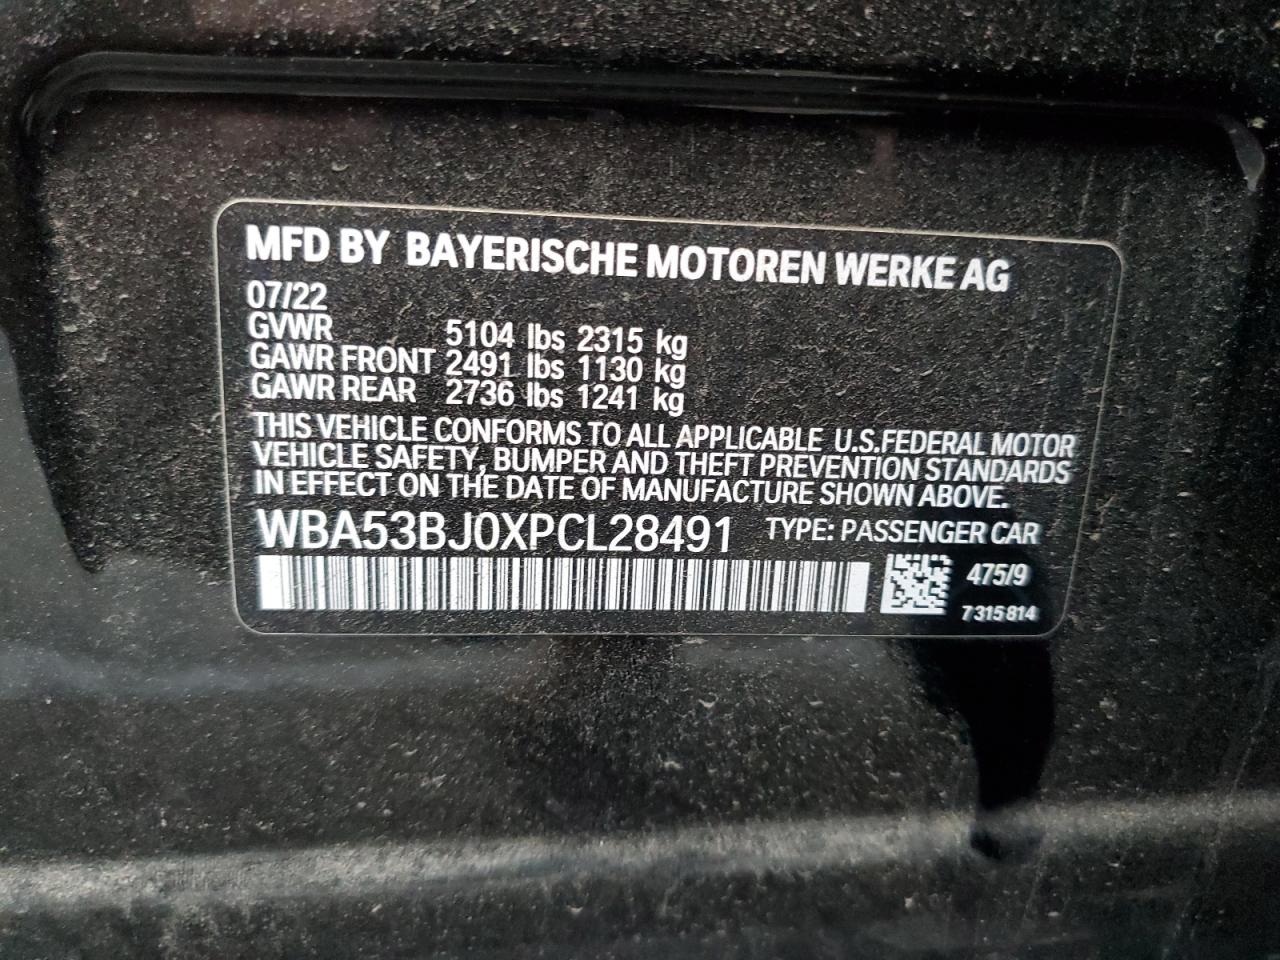 MFD BY BAYERISCHE MOTOREN WERKE AG
07/22
GVWR 5104 lbs 2315 kg
GAWR FRONT 2491 lbs 1130 kg
GAWR REAR 2736 lbs 1241 kg
THIS VEHICLE CONFORMS TO ALL APPLICABLE U.S.FEDERAL MOTOR
VEHICLE SAFETY, BUMPER AND THEFT PREVENTION STANDARDS
IN EFFECT ON THE DATE OF MANUFACTURE SHOWN ABOVE.
WBA53BJ0XPCL28491 TYPE: PASSENGER CAR
475/9
7 315 814